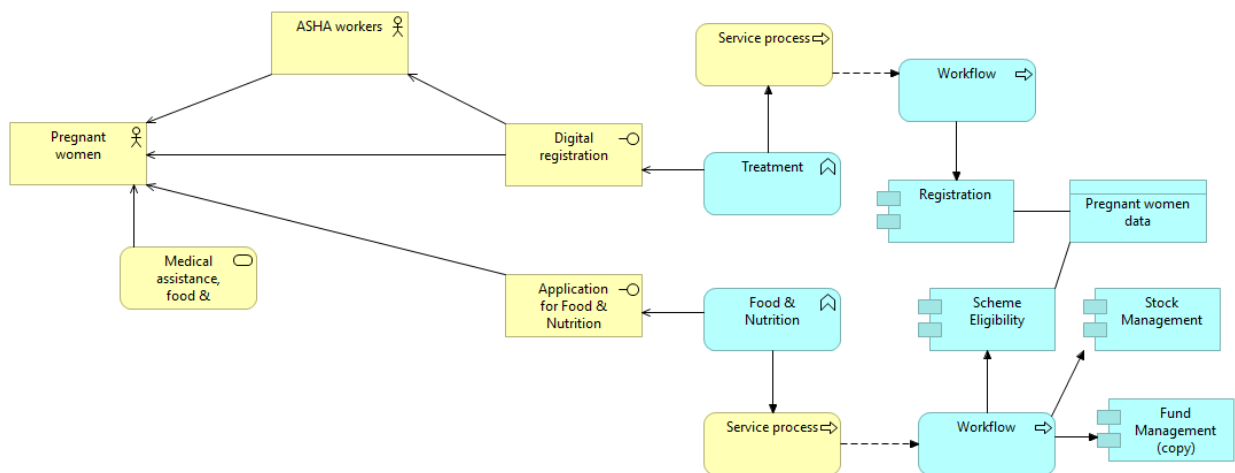 ASHA workers
Service process
Workflow
Pregnant
women
Digital
registration
Treatment
Registration
Pregnant women
data
Medical
assistance,
food &
Application
for Food &
Nutrition
Food &
Nutrition
Scheme
Eligibility
Stock
Management
Service process
Workflow
Fund
Management
(copy)